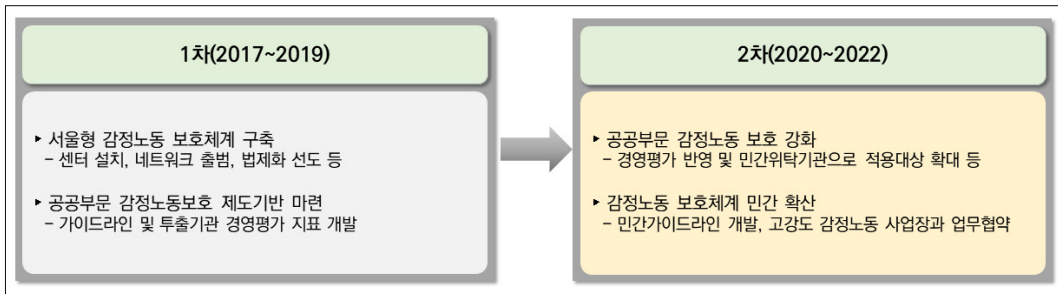 1차(2017~2019)
▸ 서울형 감정노동 보호체계 구축
- 센터 설치, 네트워크 출범, 법제화 선도 등
▸ 공공부문 감정노동보호 제도기반 마련
- 가이드라인 및 투출기관 경영평가 지표 개발
2차(2020~2022)
▸ 공공부문 감정노동 보호 강화
- 경영평가 반영 및 민간위탁기관으로 적용대상 확대 등
▸ 감정노동 보호체계 민간 확산
- 민간가이드라인 개발, 고강도 감정노동 사업장과 업무협약